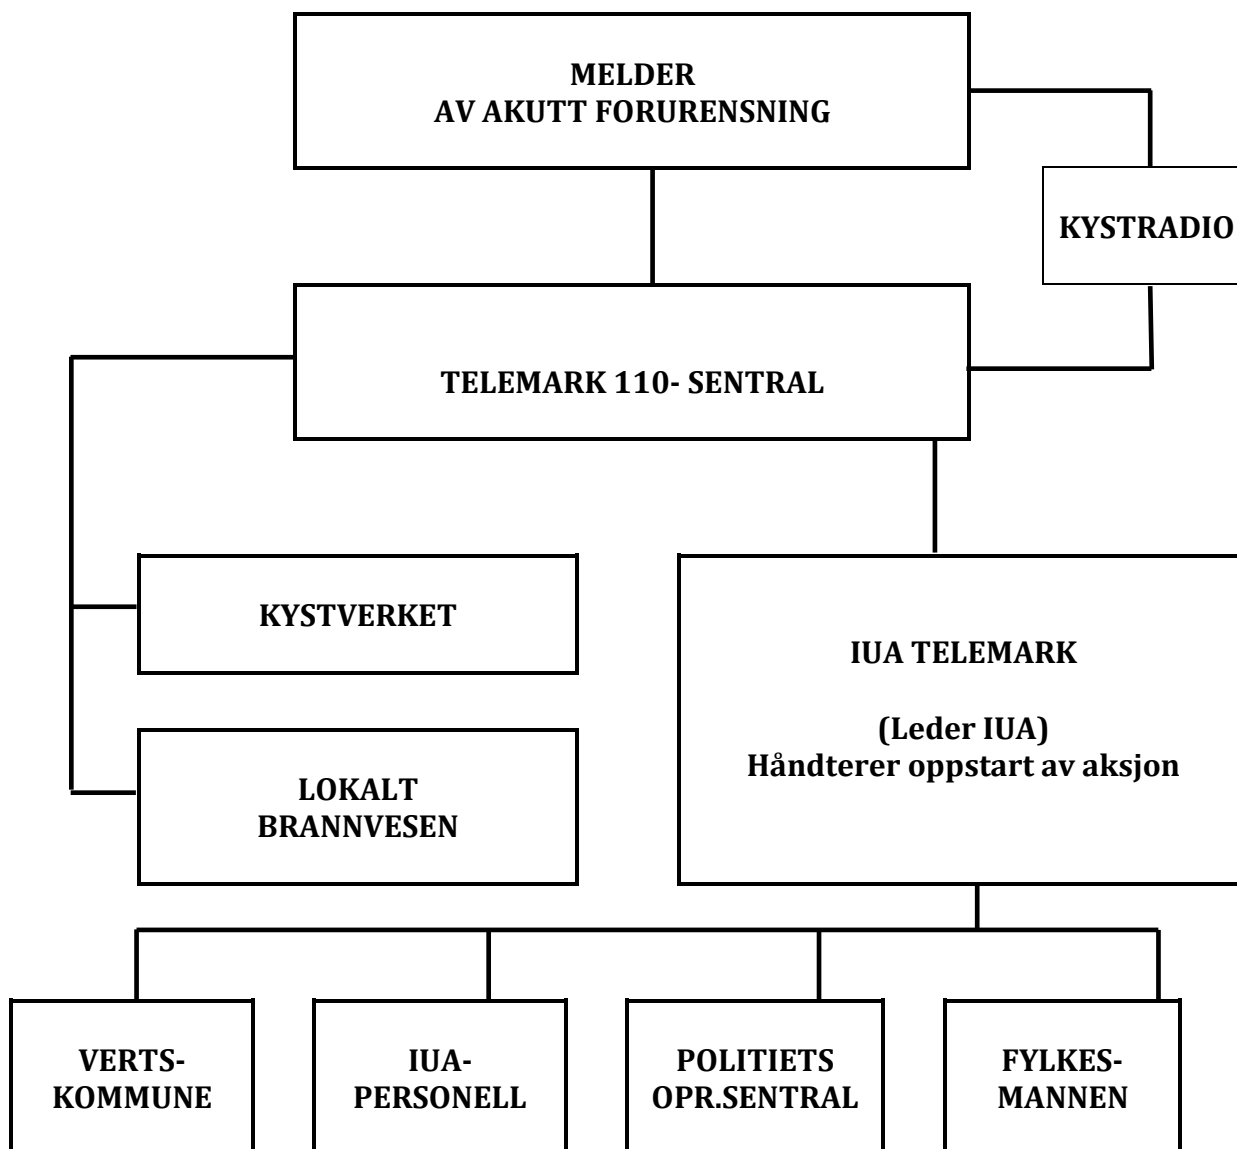 MELDER
AV AKUTT FORURENSNING
KYSTRADIO
TELEMARK 110- SENTRAL
KYSTVERKET
LOKALT
BRANNVESEN
IUA TELEMARK
(Leder IUA)
Håndterer oppstart av aksjon
VERTS-
KOMMUNE
IUA-
PERSONELL
POLITIETS
OPR.SENTRAL
FYLKES-
MANNEN